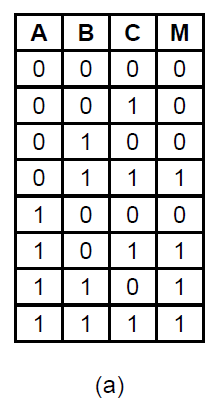 A B C M
0 0 0 0
0 0 1 0
0 1 0 0
0 1 1 1
1 0 0 0
1 0 1 1
1 1 0 1
1 1 1 1
(a)